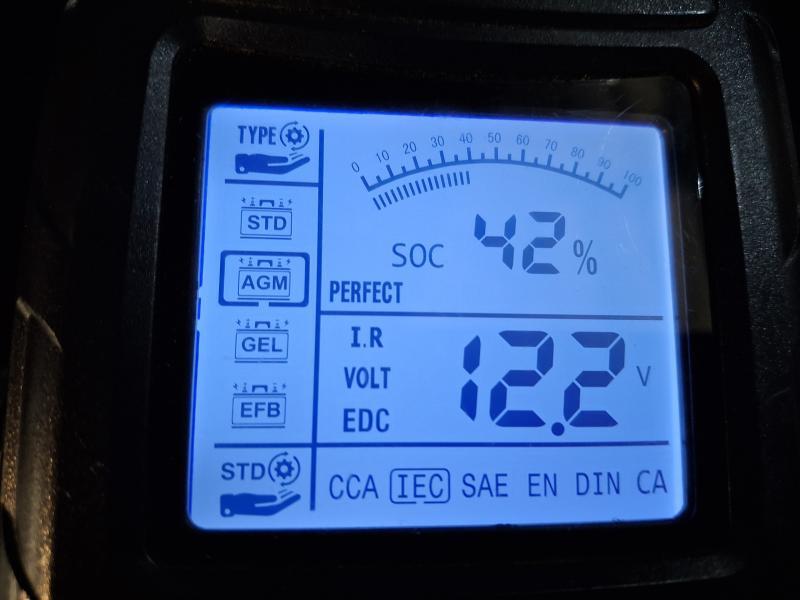 TYPE
0 10 20 30 40 50 60 70 80 90 100
STD
SOC 42%
AGM
PERFECT
GEL
I.R
VOLT
12.2 V
EFB
EDC
STD
CCA IEC SAE EN DIN CA